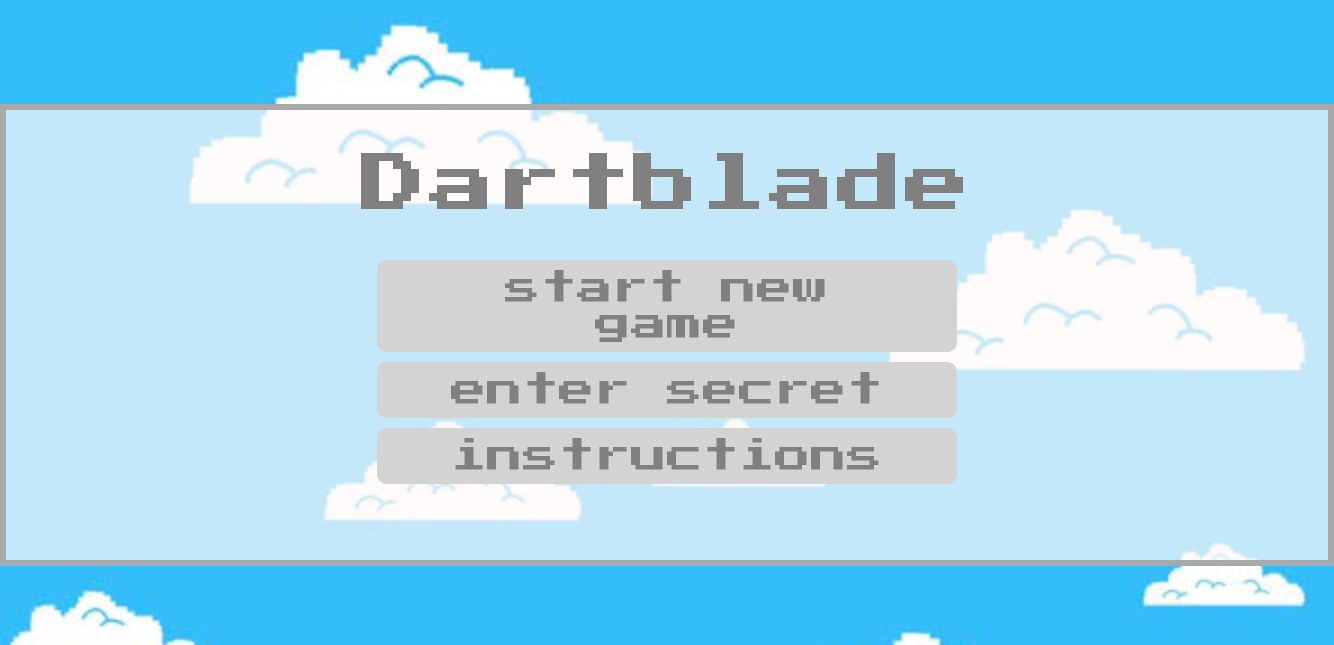 Dartblade
start new
game
enter secret
instructions